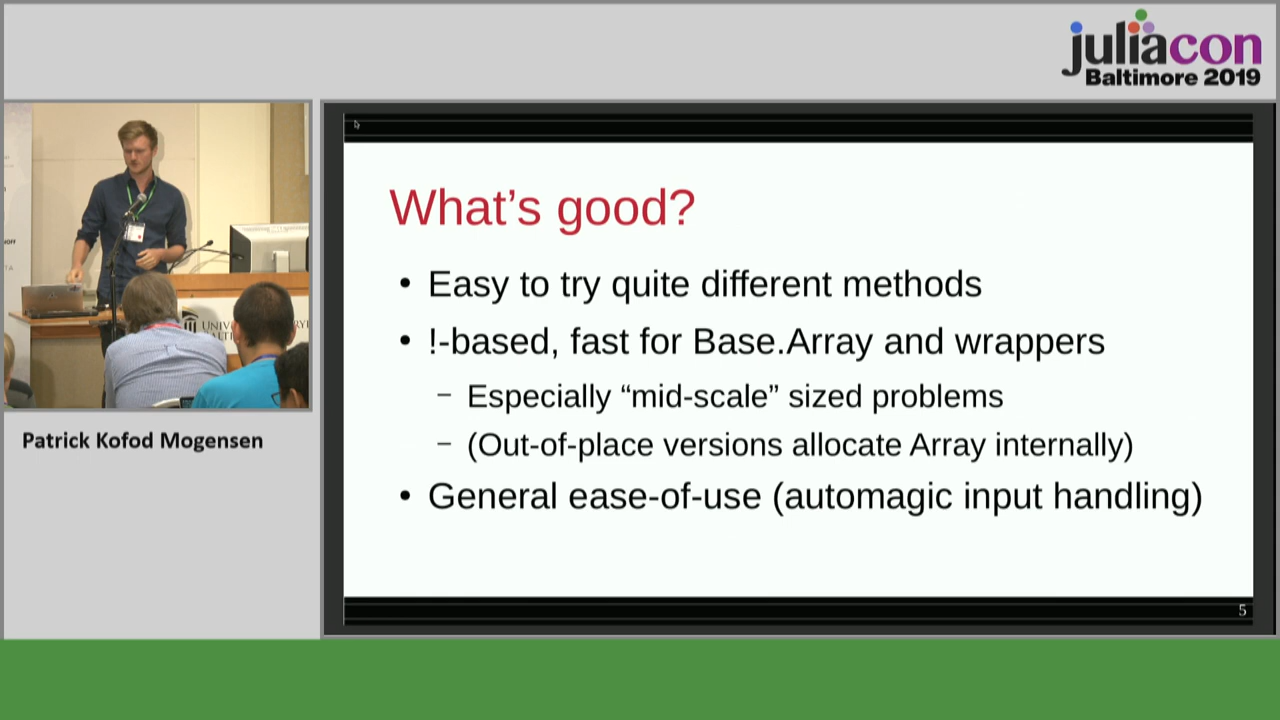 juliacon
Baltimore 2019
What's good?
• Easy to try quite different methods
• !-based, fast for Base.Array and wrappers
– Especially “mid-scale” sized problems
– (Out-of-place versions allocate Array internally)
• General ease-of-use (automagic input handling)
5
Patrick Kofod Mogensen